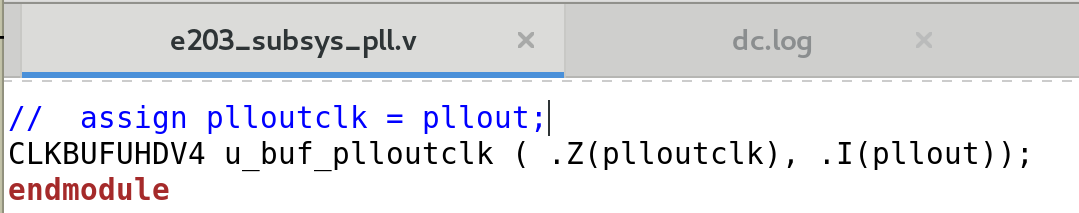 e203_subsys_pll.v × dc.log ×
//  assign plloutclk = pllout;
CLKBUFUHDV4 u_buf_plloutclk ( .Z(plloutclk), .I(pllout));
endmodule